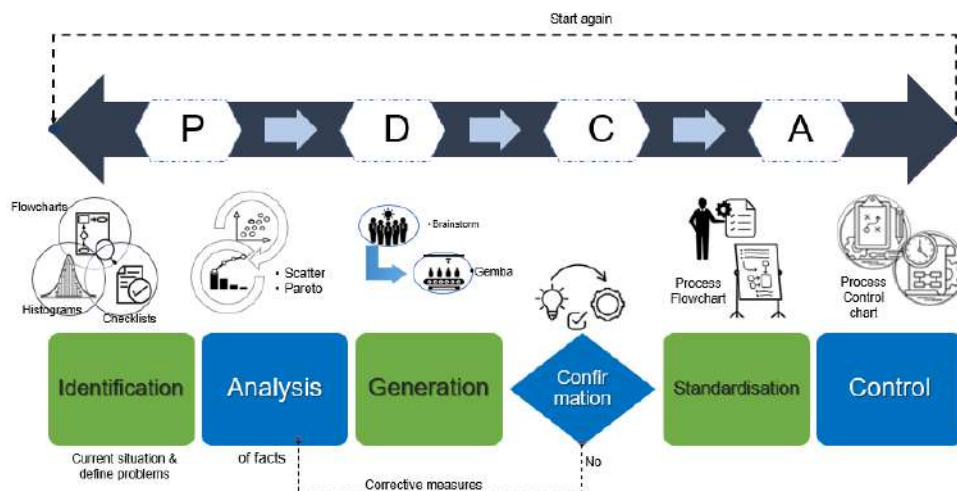 Start again
P
D
C
A
Flowcharts
Histograms
Checklists
• Scatter
• Pareto
• Brainstorm
• Gemba
Process
Flowchart
Process
Control
chart
Identification
Analysis
Generation
Confir
mation
Standardisation
Control
Current situation &
define problems
of facts
No
Corrective measures